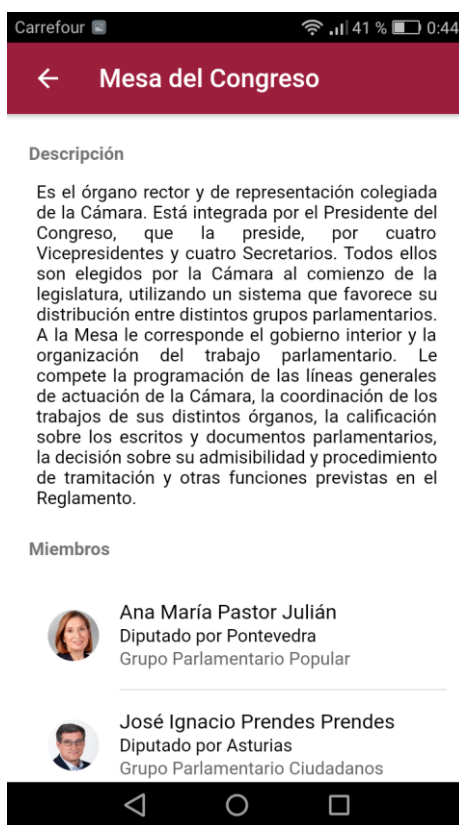 Carrefour 41 % 0:44
Mesa del Congreso
Descripción
Es el órgano rector y de representación colegiada
de la Cámara. Está integrada por el Presidente del
Congreso, que la preside, por cuatro
Vicepresidentes y cuatro Secretarios. Todos ellos
son elegidos por la Cámara al comienzo de la
legislatura, utilizando un sistema que favorece su
distribución entre distintos grupos parlamentarios.
A la Mesa le corresponde el gobierno interior y la
organización del trabajo parlamentario. Le
compete la programación de las líneas generales
de actuación de la Cámara, la coordinación de los
trabajos de sus distintos órganos, la calificación
sobre los escritos y documentos parlamentarios,
la decisión sobre su admisibilidad y procedimiento
de tramitación y otras funciones previstas en el
Reglamento.
Miembros
Ana María Pastor Julián
Diputado por Pontevedra
Grupo Parlamentario Popular
José Ignacio Prendes Prendes
Diputado por Asturias
Grupo Parlamentario Ciudadanos